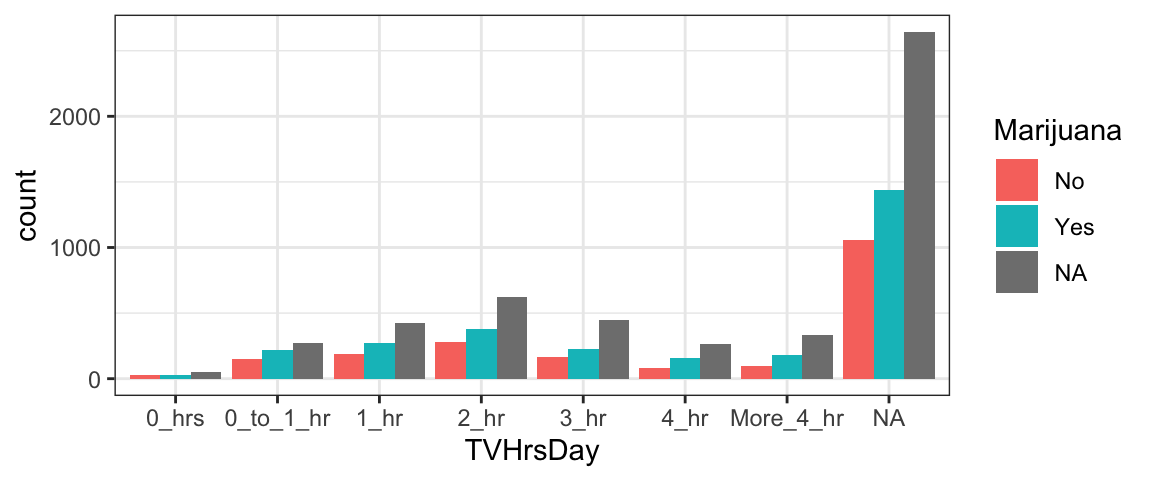 2000
1000
0
count
0_hrs 0_to_1_hr 1_hr 2_hr 3_hr 4_hr More_4_hr NA
TVHrsDay
Marijuana
No
Yes
NA